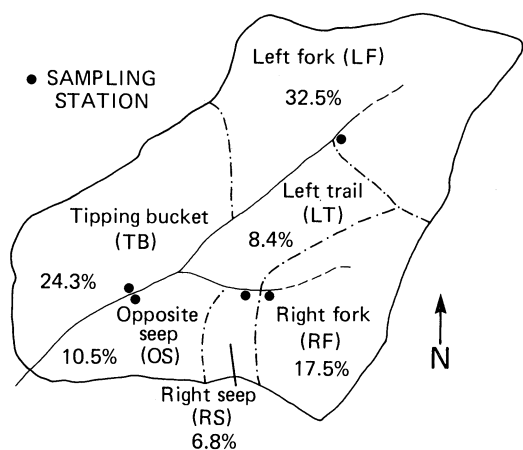 Left fork (LF)
32.5%
● SAMPLING
STATION
Left trail
(LT)
8.4%
Tipping bucket
(TB)
24.3%
Opposite
seep
(OS)
10.5%
Right fork
(RF)
17.5%
N
Right seep
(RS)
6.8%